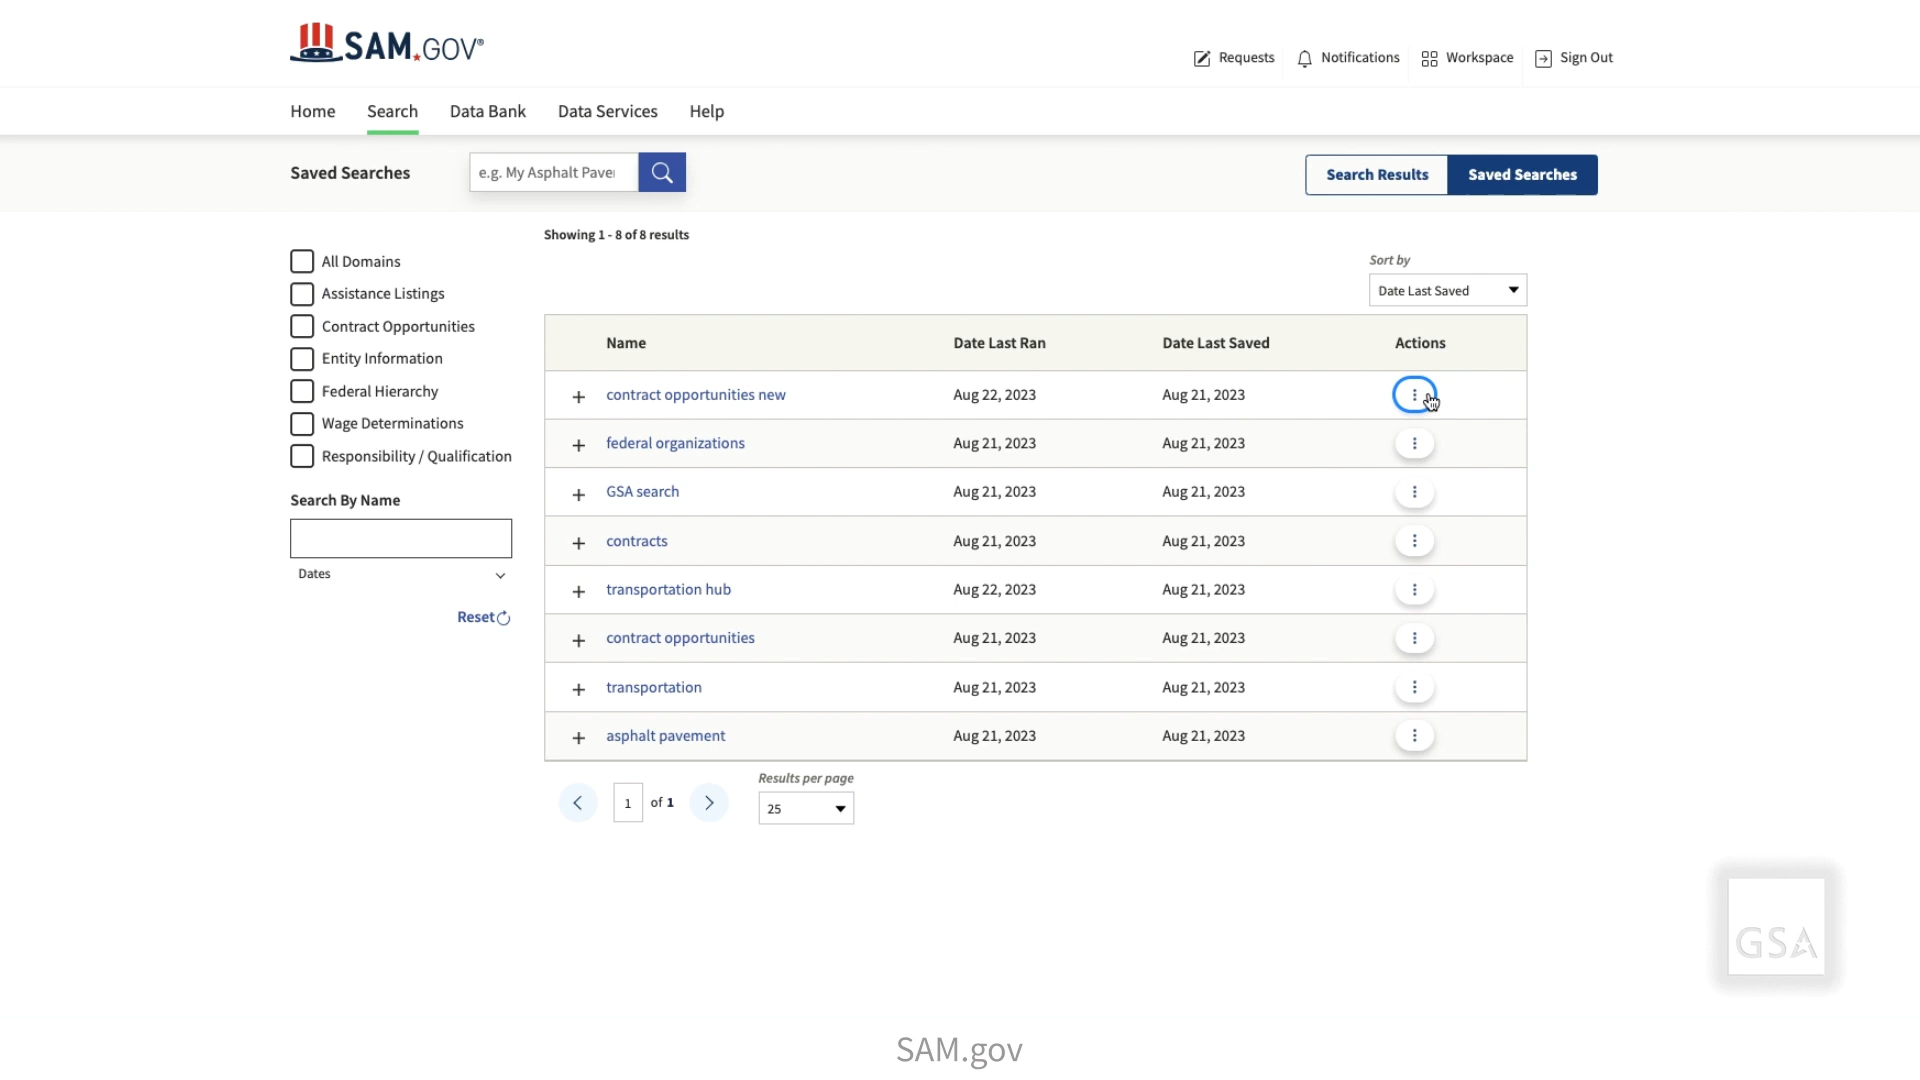 SAM.GOV®
Requests
Notifications
Workspace
Sign Out
Home
Search
Data Bank
Data Services
Help
Saved Searches
e.g. My Asphalt Paver
Search Results
Saved Searches
Showing 1 - 8 of 8 results
All Domains
Assistance Listings
Contract Opportunities
Entity Information
Federal Hierarchy
Wage Determinations
Responsibility / Qualification
Search By Name
Dates
Reset
Sort by
Date Last Saved
Name Date Last Ran Date Last Saved Actions
contract opportunities new Aug 22, 2023 Aug 21, 2023
federal organizations Aug 21, 2023 Aug 21, 2023
GSA search Aug 21, 2023 Aug 21, 2023
contracts Aug 21, 2023 Aug 21, 2023
transportation hub Aug 22, 2023 Aug 21, 2023
contract opportunities Aug 21, 2023 Aug 21, 2023
transportation Aug 21, 2023 Aug 21, 2023
asphalt pavement Aug 21, 2023 Aug 21, 2023
1 of 1
Results per page
25
GSA
SAM.gov